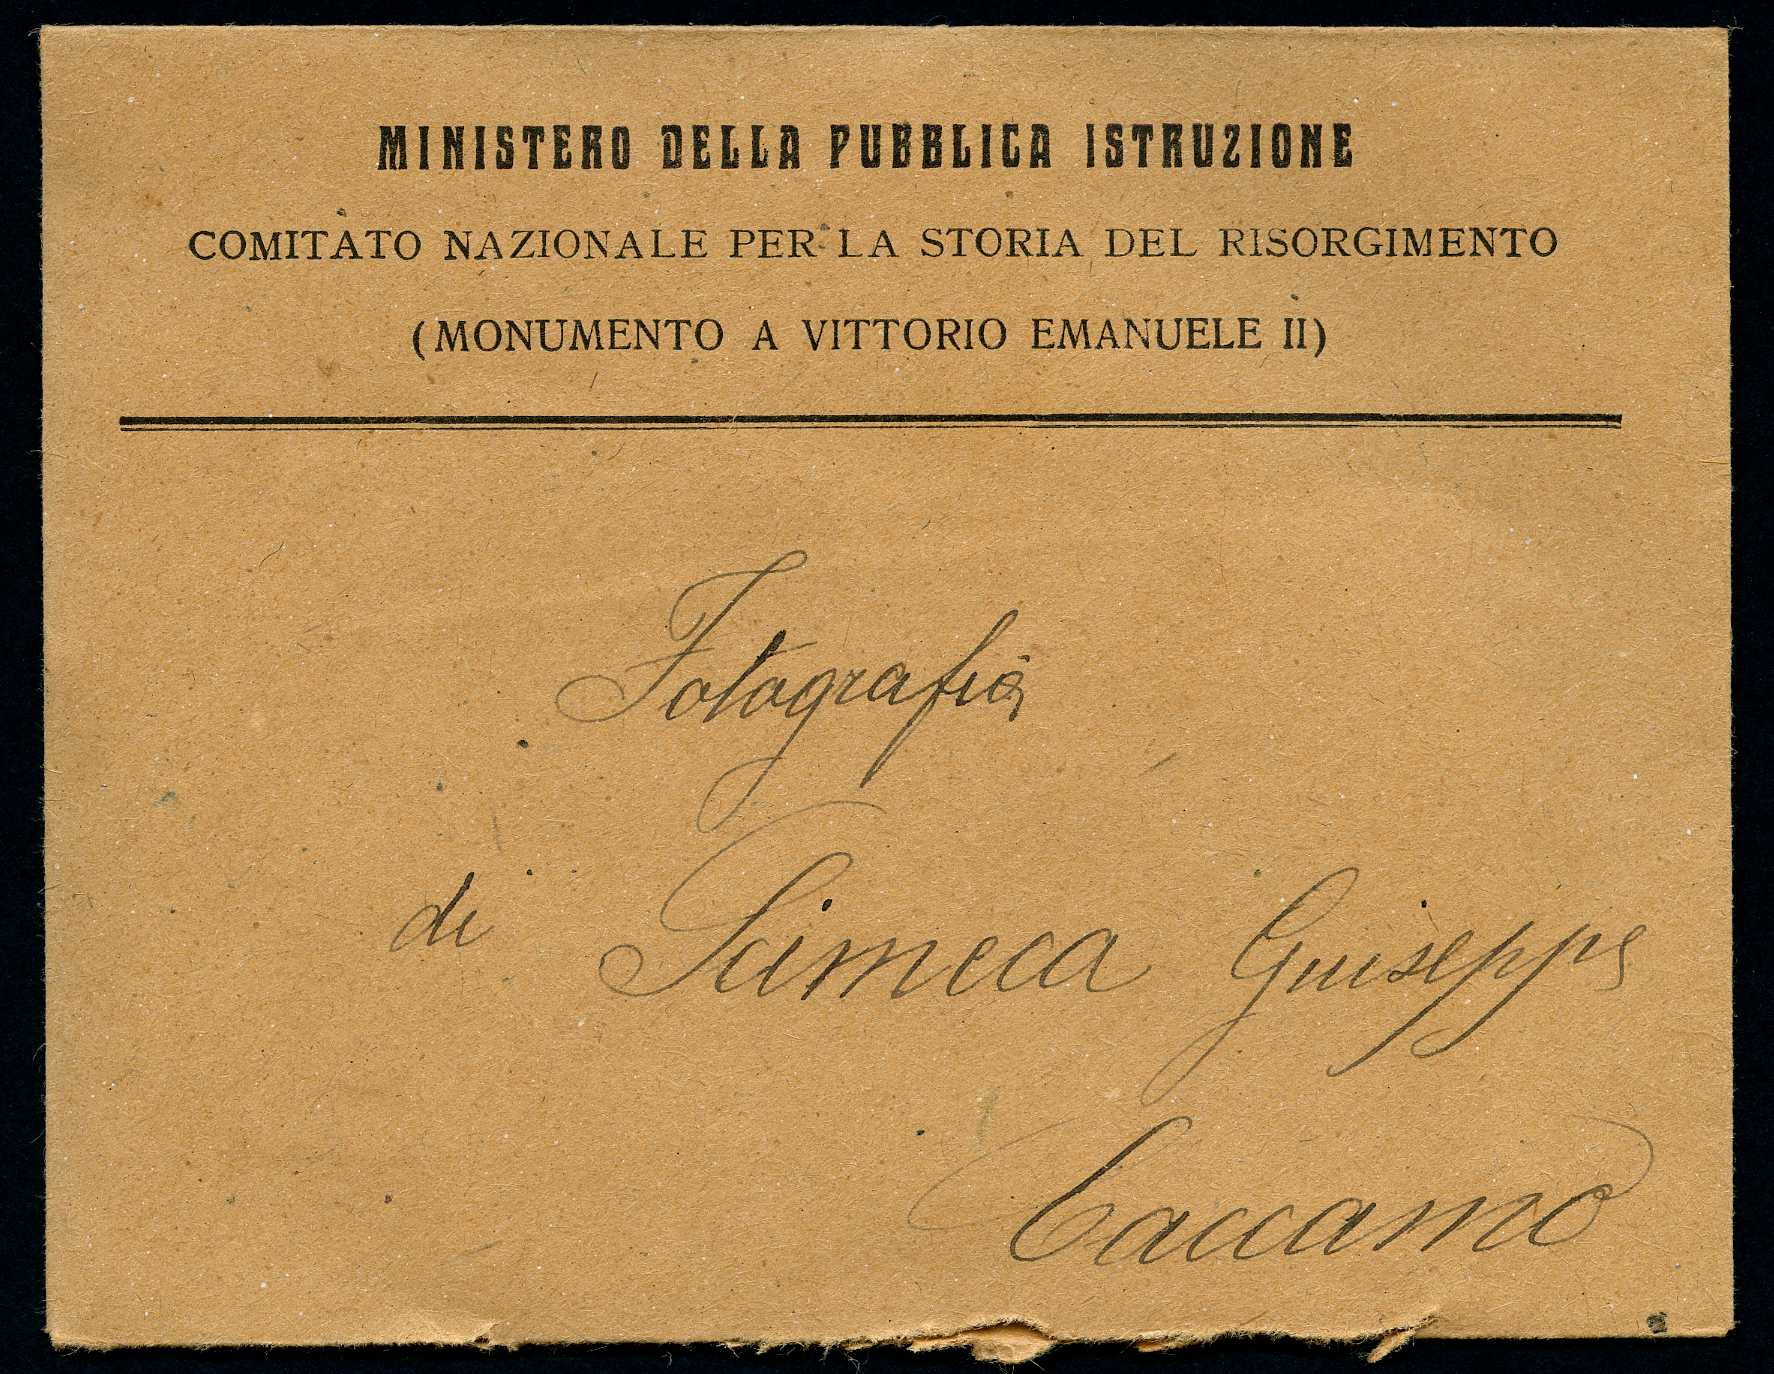 MINISTERO DELLA PUBBLICA ISTRUZIONE
COMITATO NAZIONALE PER LA STORIA DEL RISORGIMENTO
(MONUMENTO A VITTORIO EMANUELE II)
Fotografia
di Scimeca Giuseppe
Caccamo